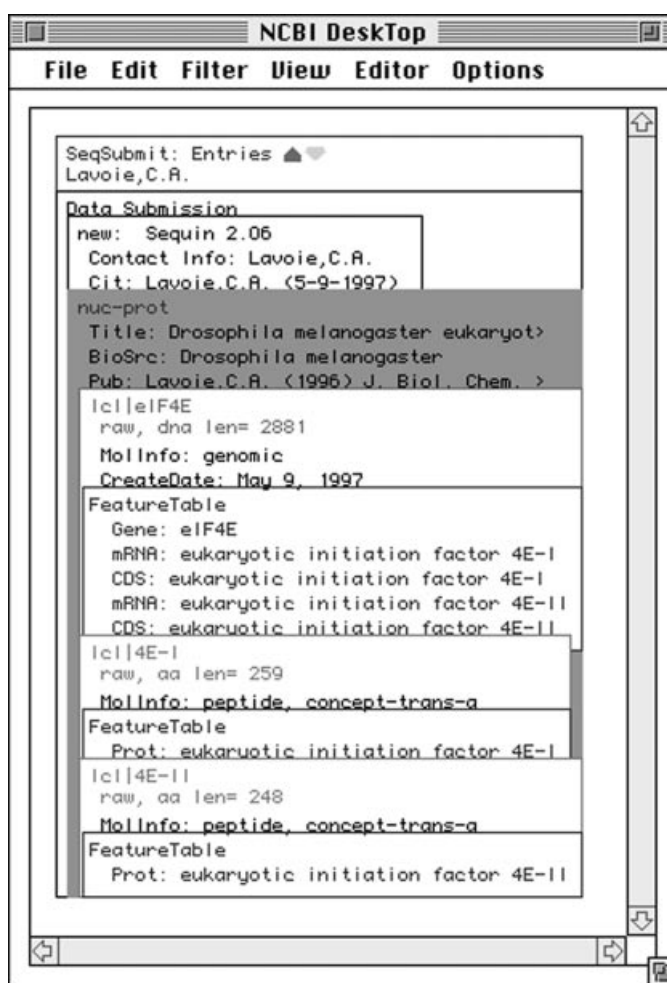 NCBI DeskTop
File Edit Filter View Editor Options
SeqSubmit: Entries
Lavoie,C.A.
Data Submission
new: Sequin 2.06
Contact Info: Lavoie,C.A.
Cit: Lavoie,C.A. (5-9-1997)
nuc-prot
Title: Drosophila melanogaster eukaryot>
BioSrc: Drosophila melanogaster
Pub: Lavoie,C.A. (1996) J. Biol. Chem. >
lcl|eIF4E
raw, dna len= 2881
MolInfo: genomic
CreateDate: May 9, 1997
FeatureTable
Gene: eIF4E
mRNA: eukaryotic initiation factor 4E-I
CDS: eukaryotic initiation factor 4E-I
mRNA: eukaryotic initiation factor 4E-II
CDS: eukaryotic initiation factor 4E-II
lcl|4E-I
raw, aa len= 259
MolInfo: peptide, concept-trans-a
FeatureTable
Prot: eukaryotic initiation factor 4E-I
lcl|4E-II
raw, aa len= 248
MolInfo: peptide, concept-trans-a
FeatureTable
Prot: eukaryotic initiation factor 4E-II